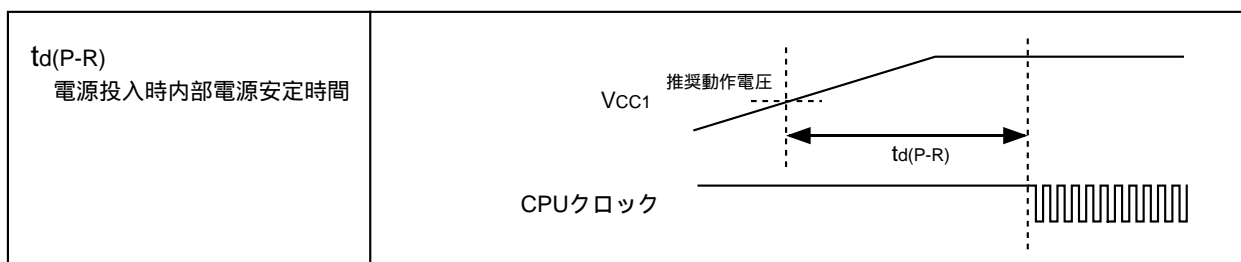 td(P-R)
電源投入時内部電源安定時間
推奨動作電圧
VCC1
td(P-R)
CPUクロック